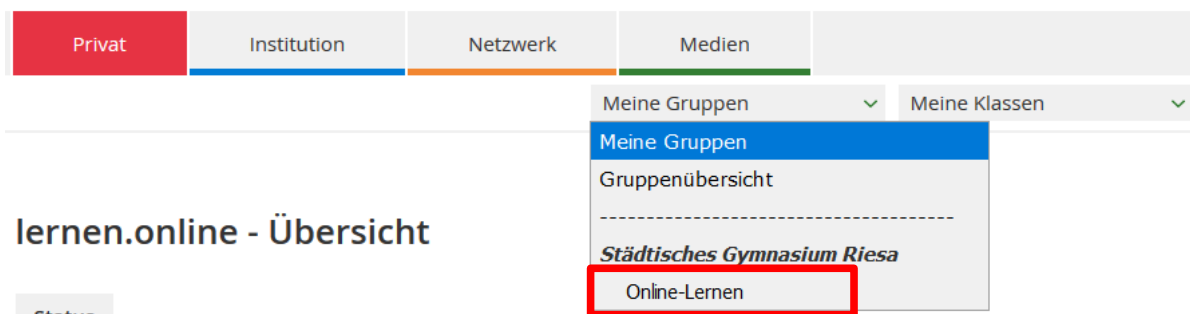 Privat Institution Netzwerk Medien
Meine Gruppen Meine Klassen
Meine Gruppen
Gruppenübersicht
--------------------------------------
Städtisches Gymnasium Riesa
Online-Lernen
lernen.online - Übersicht
Status